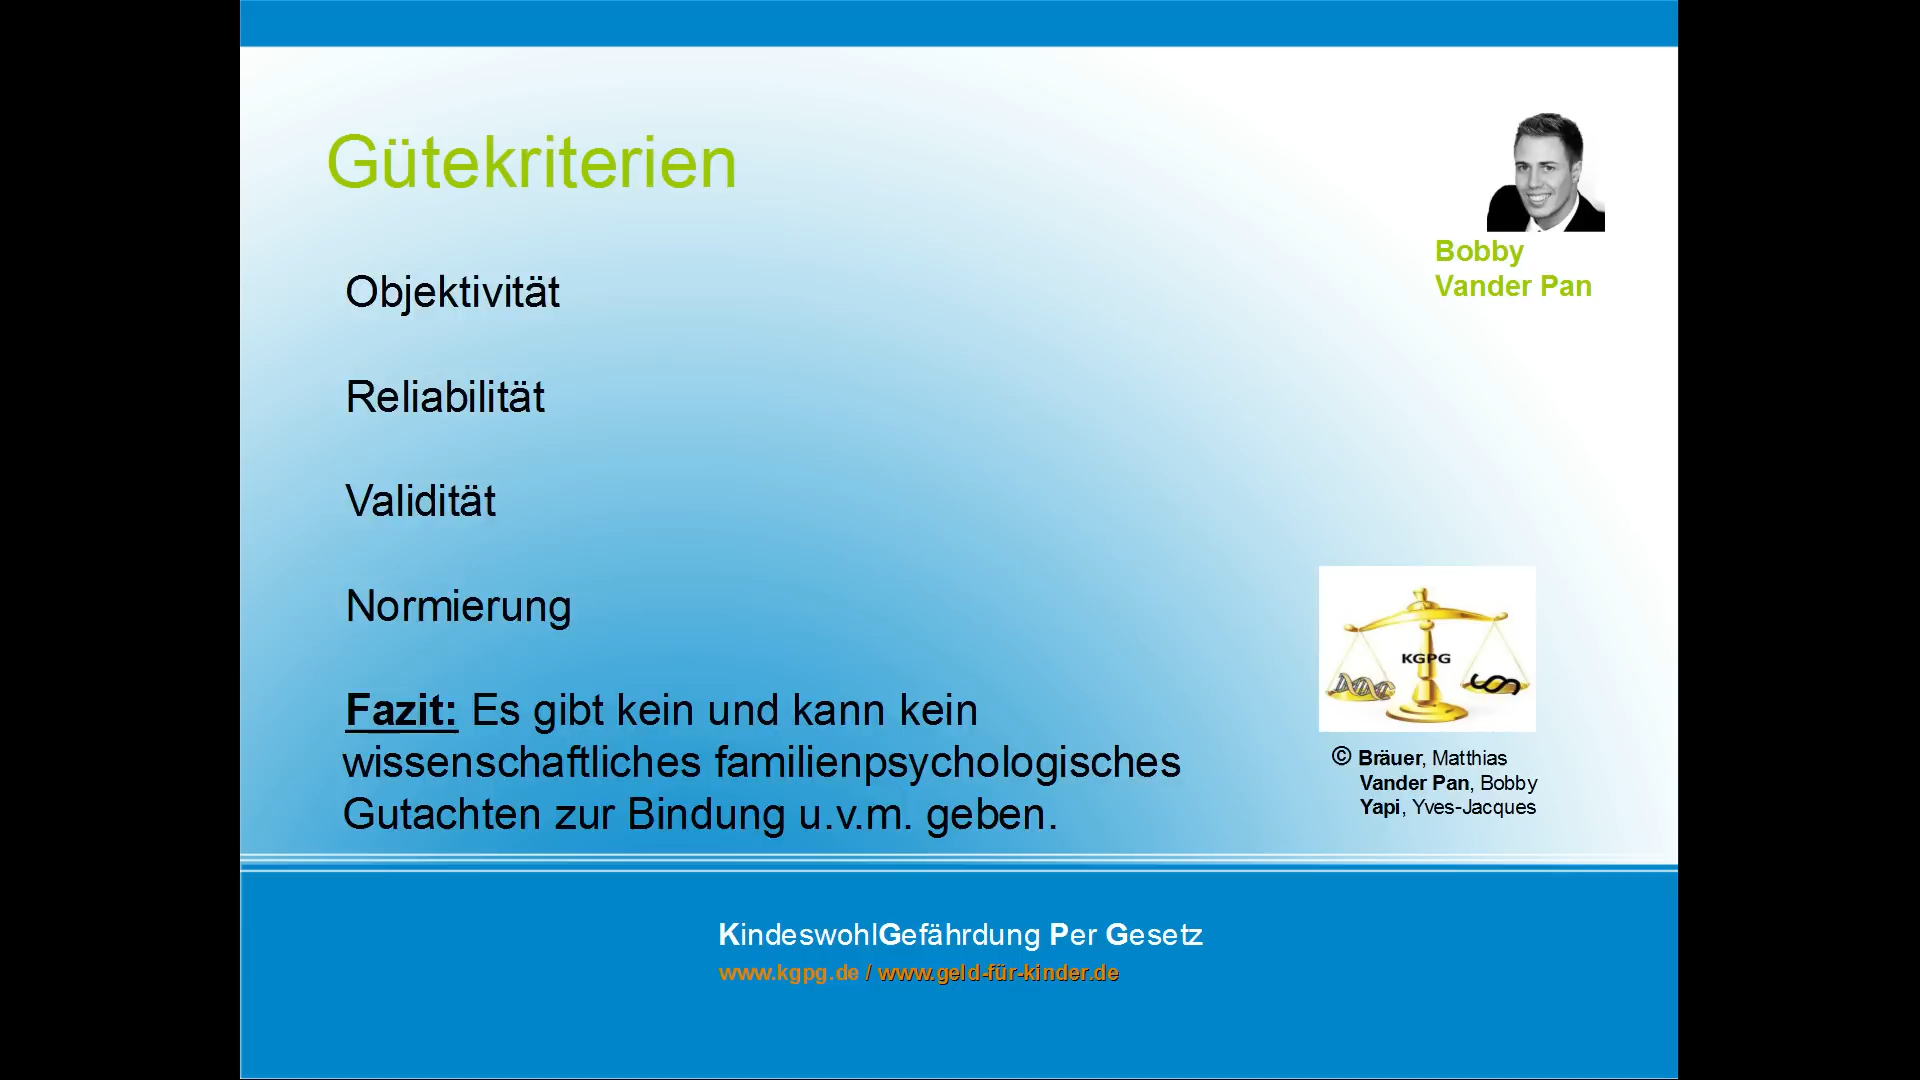 Gütekriterien
Bobby
Vander Pan
Objektivität
Reliabilität
Validität
Normierung
Fazit: Es gibt kein und kann kein
wissenschaftliches familienpsychologisches
Gutachten zur Bindung u.v.m. geben.
KGPG
© Bräuer, Matthias
Vander Pan, Bobby
Yapi, Yves-Jacques
KindeswohlGefährdung Per Gesetz
www.kgpg.de / www.geld-für-kinder.de